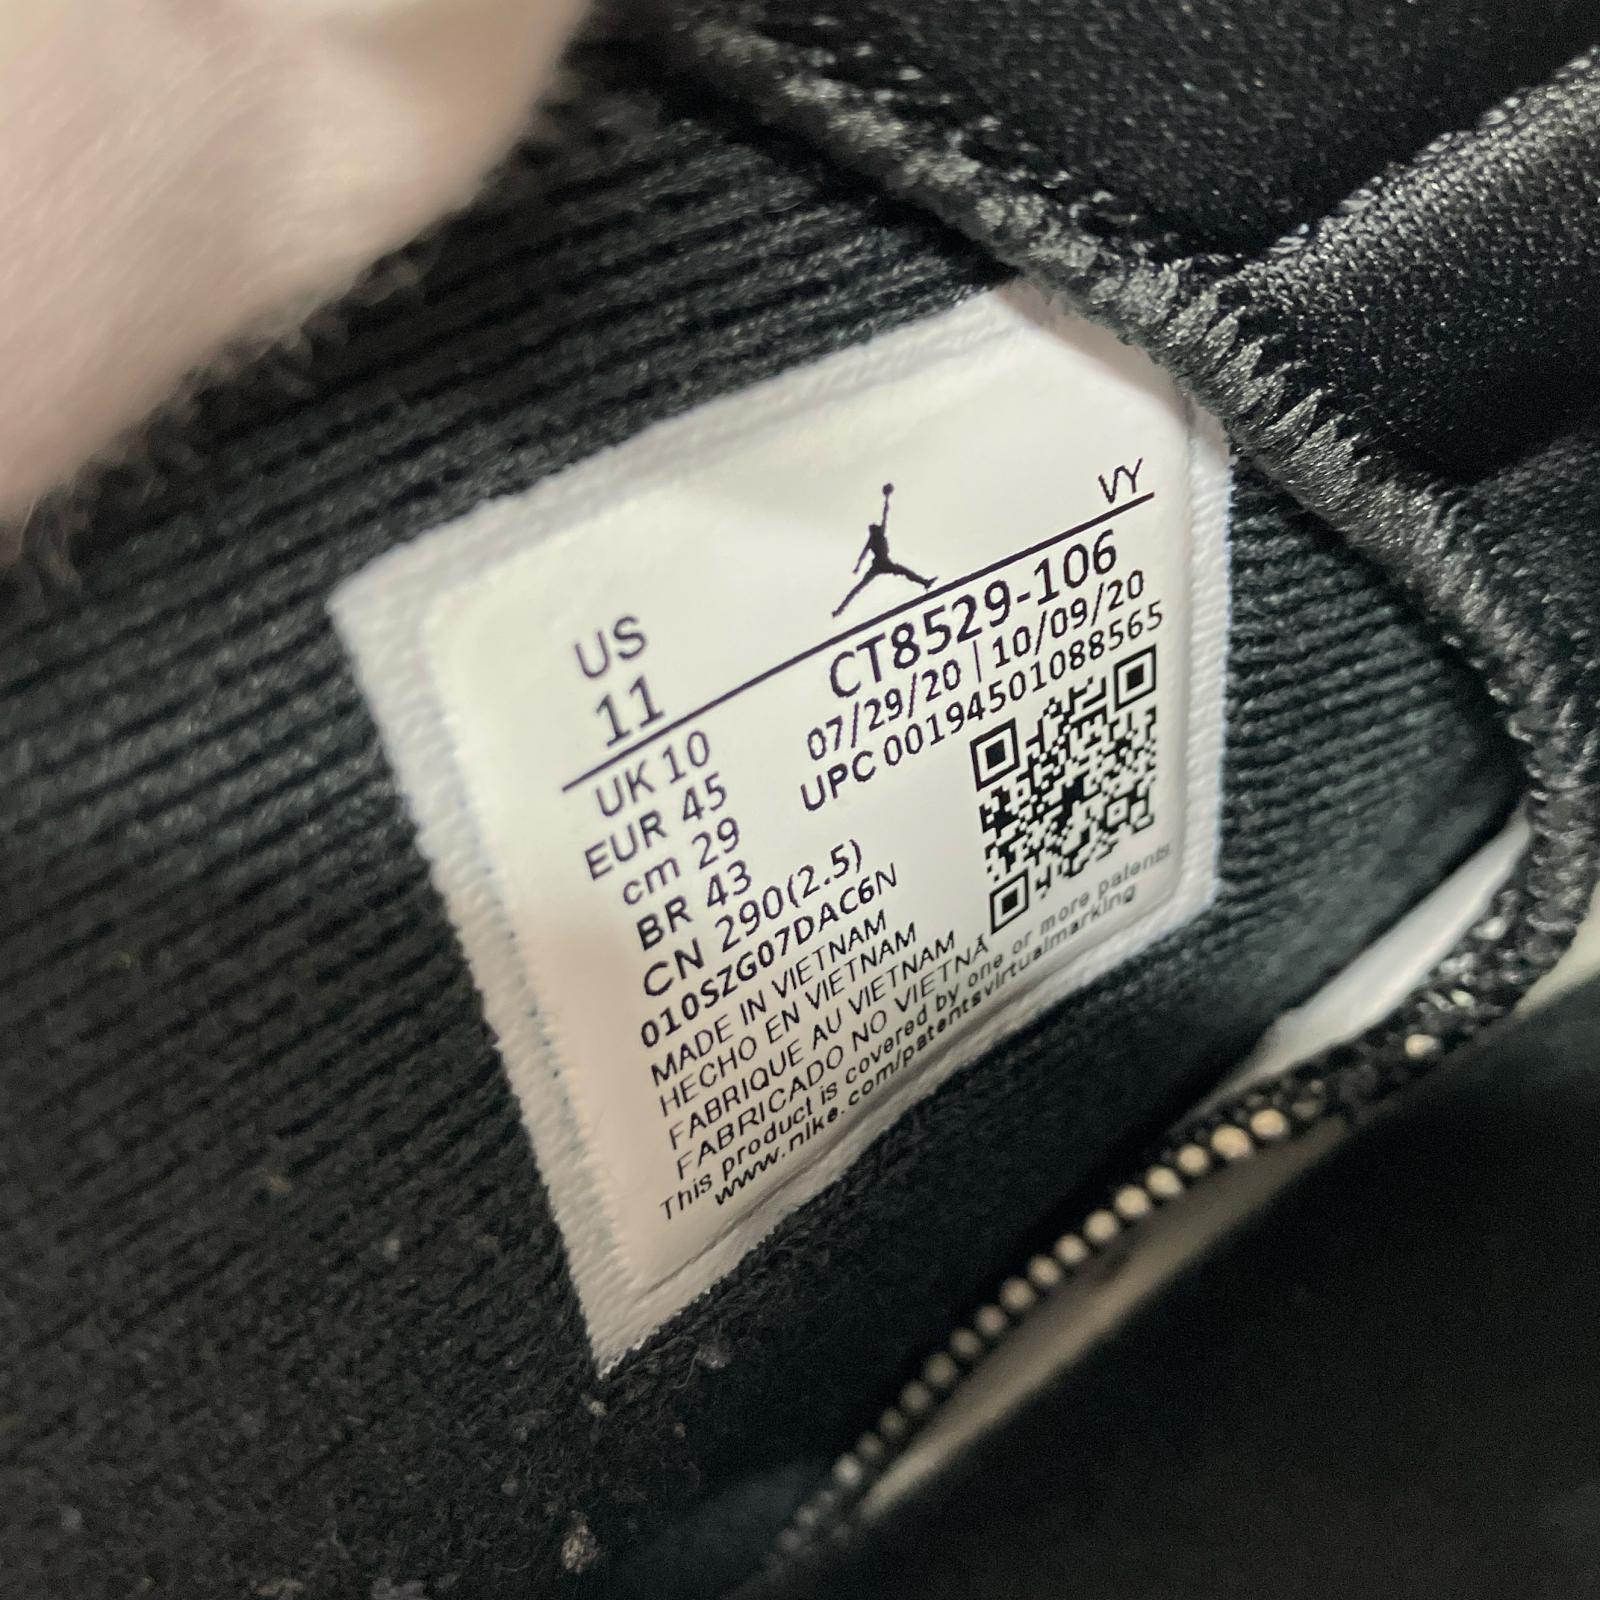 VY
US
11
CT8529-106
07/29/20 | 10/09/20
UPC 00194501088565
UK 10
EUR 45
cm 29
BR 43
CN 290(2.5)
010SZG07DAC6N
MADE IN VIETNAM
HECHO EN VIETNAM
FABRIQUE AU VIETNAM
FABRICADO NO VIETNÃ
This product is covered by one or more patents
www.nike.com/patentsvirtualmarking